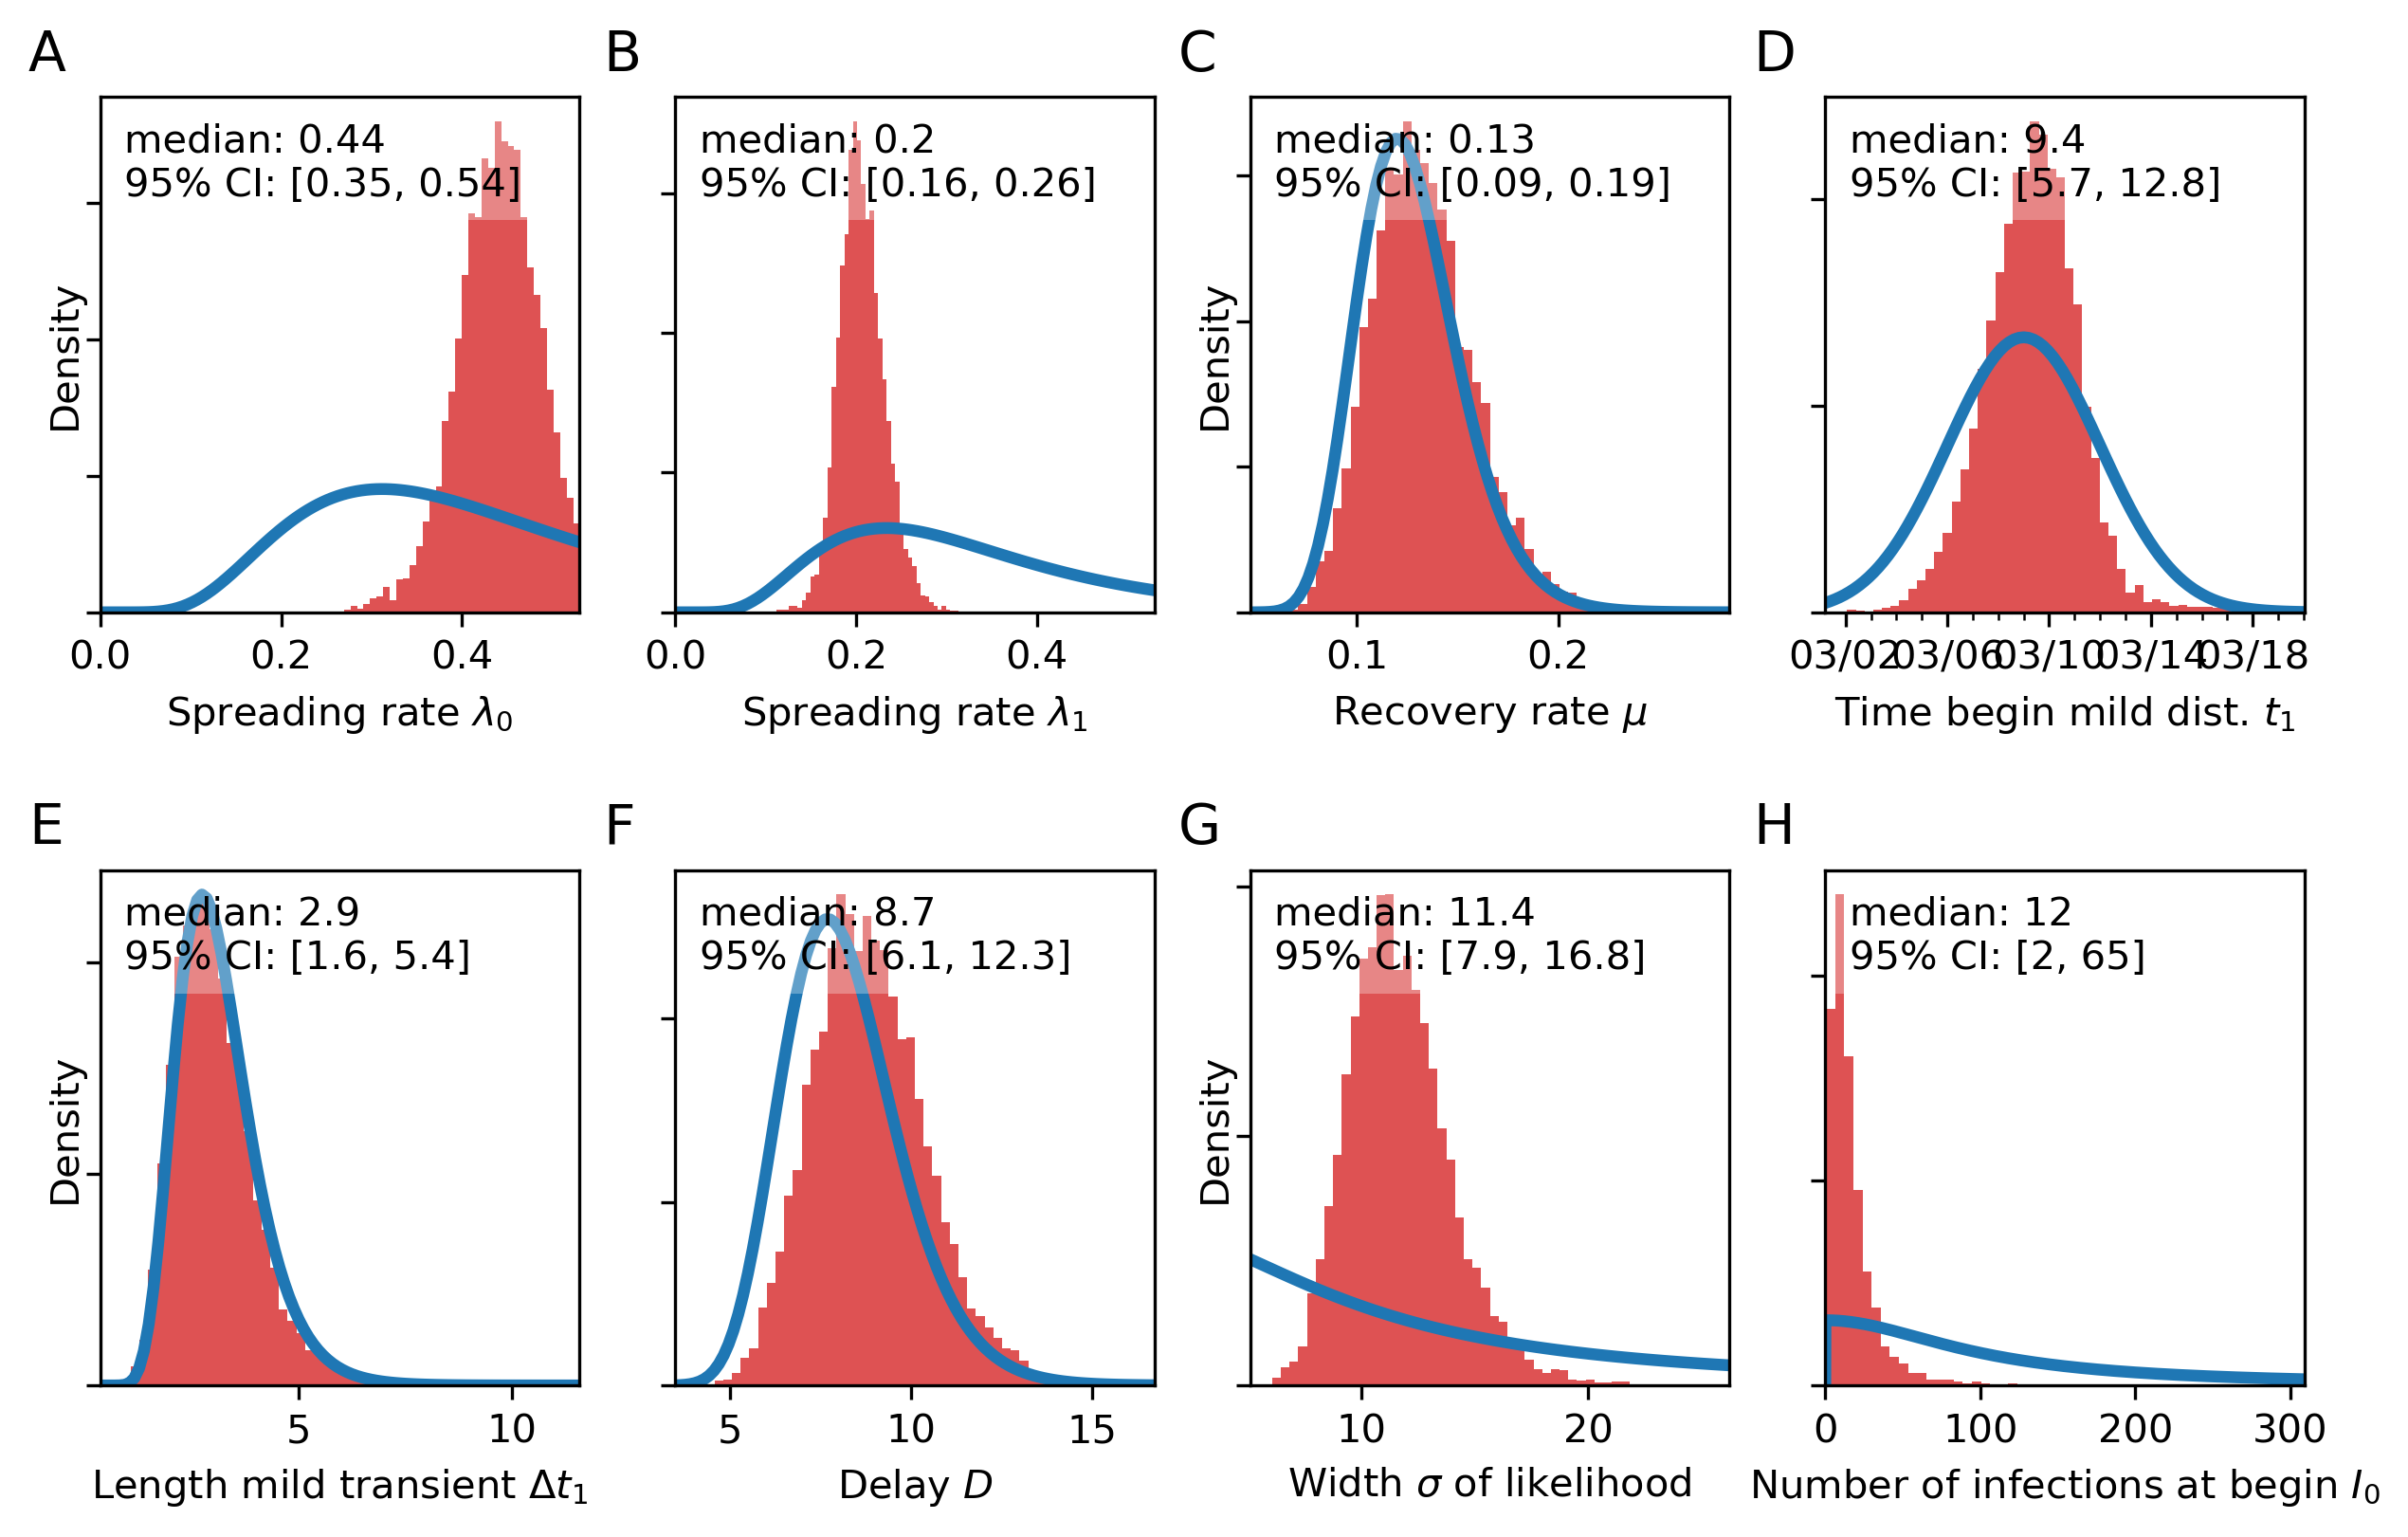 A
B
C
D
median: 0.44
95% CI: [0.35, 0.54]
median: 0.2
95% CI: [0.16, 0.26]
median: 0.13
95% CI: [0.09, 0.19]
median: 9.4
95% CI: [5.7, 12.8]
Density
Density
0.0 0.2 0.4
0.0 0.2 0.4
0.1 0.2
03/02 03/06 03/10 03/14 03/18
Spreading rate λ₀
Spreading rate λ₁
Recovery rate μ
Time begin mild dist. t₁
E
F
G
H
median: 2.9
95% CI: [1.6, 5.4]
median: 8.7
95% CI: [6.1, 12.3]
median: 11.4
95% CI: [7.9, 16.8]
median: 12
95% CI: [2, 65]
Density
Density
5 10
5 10 15
10 20
0 100 200 300
Length mild transient Δt₁
Delay D
Width σ of likelihood
Number of infections at begin I₀